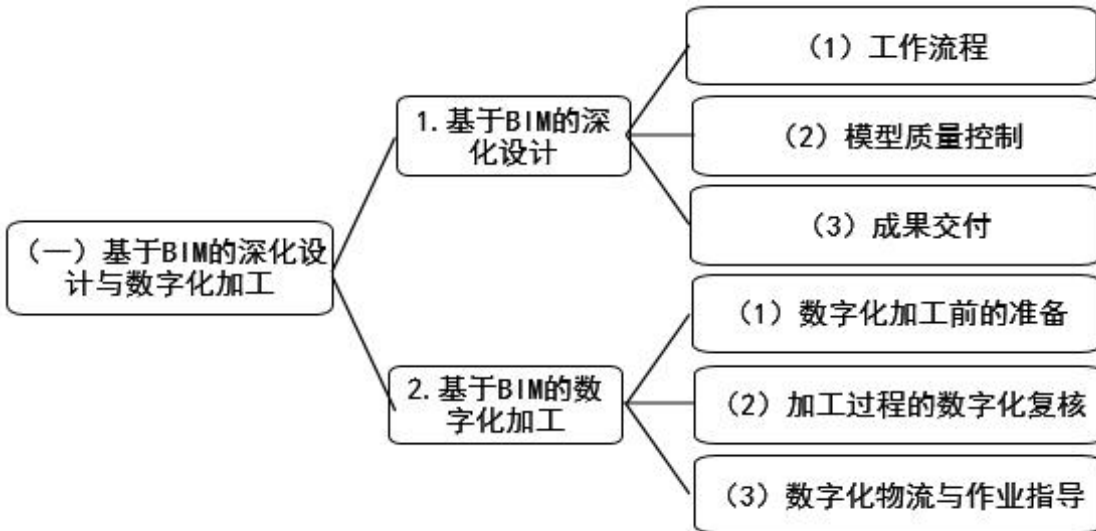 (一)基于BIM的深化设
计与数字化加工
1.基于BIM的深
化设计
(1)工作流程
(2)模型质量控制
(3)成果交付
2.基于BIM的数
字化加工
(1)数字化加工前的准备
(2)加工过程的数字化复核
(3)数字化物流与作业指导